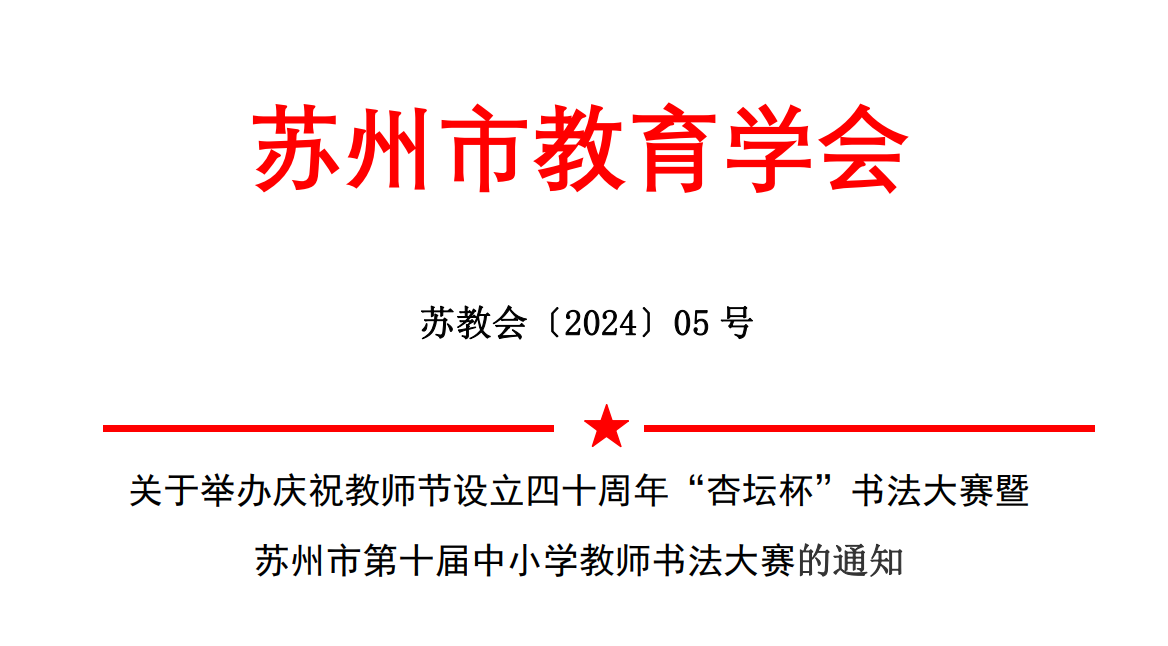 苏州市教育学会
苏教会〔2024〕05 号
关于举办庆祝教师节设立四十周年“杏坛杯”书法大赛暨
苏州市第十届中小学教师书法大赛的通知